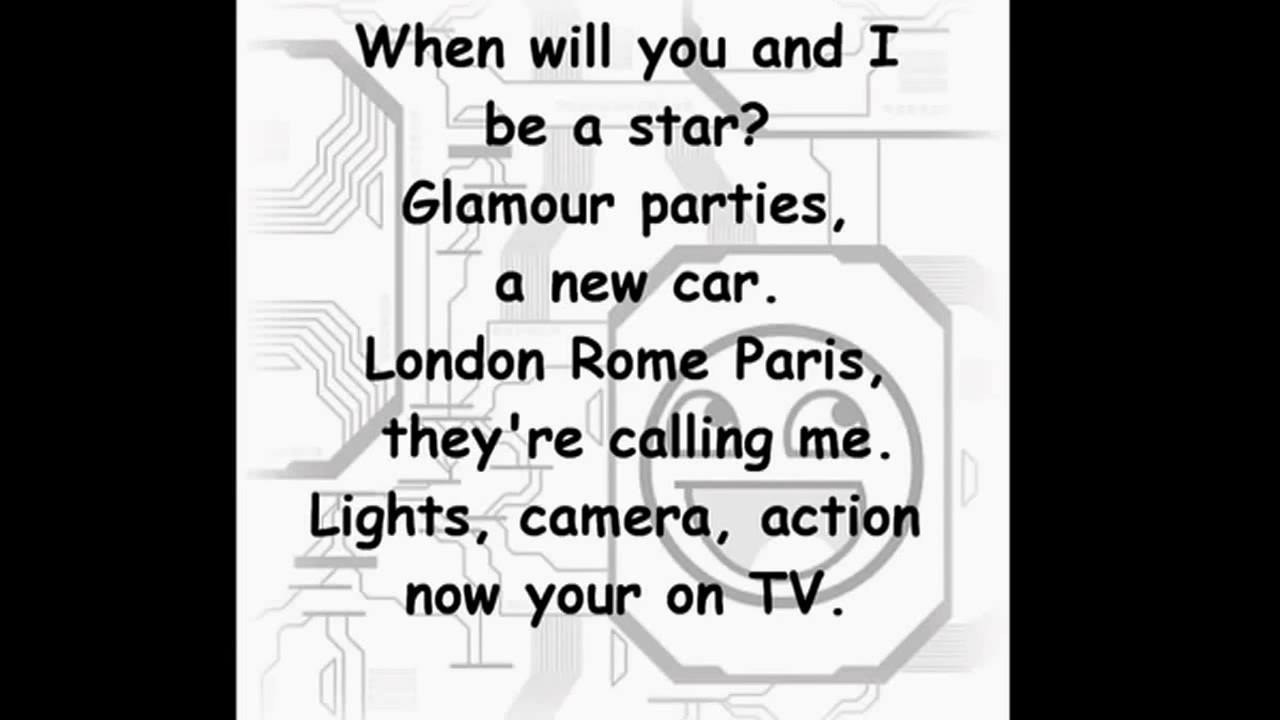 When will you and I
be a star?
Glamour parties,
a new car.
London Rome Paris,
they're calling me.
Lights, camera, action
now your on TV.